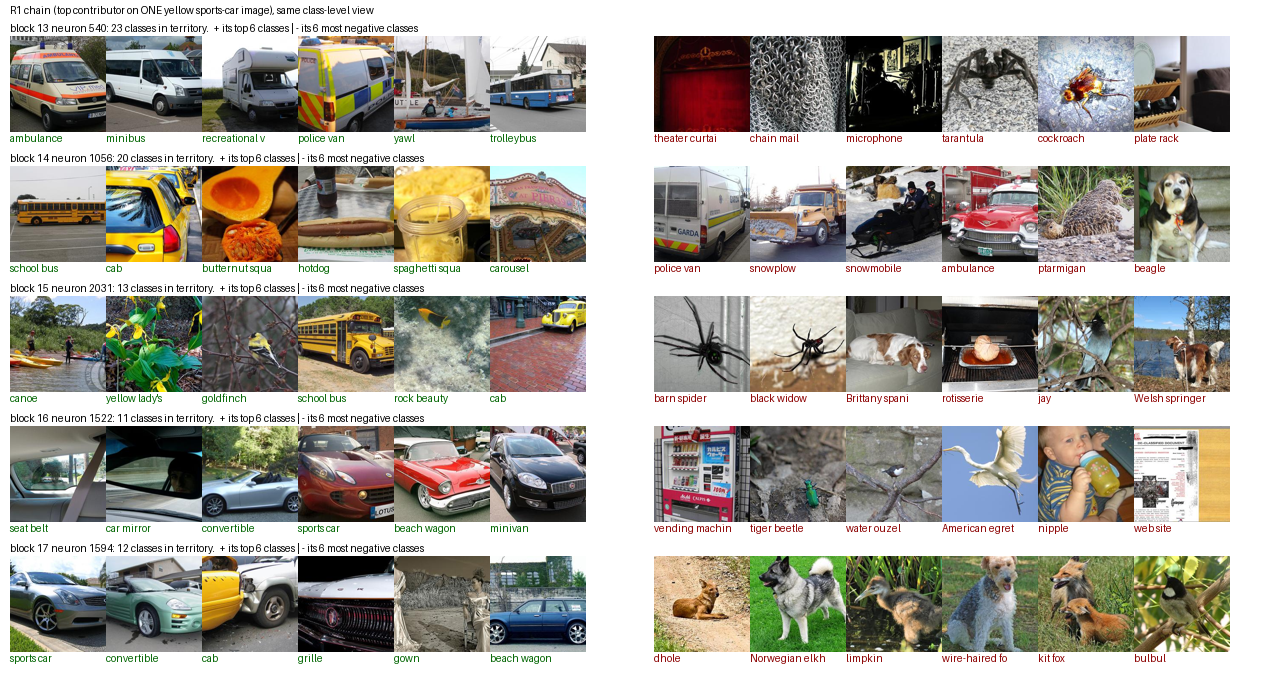 R1 chain (top contributor on ONE yellow sports-car image), same class-level view
block 13 neuron 540: 23 classes in territory. + its top 6 classes | - its 6 most negative classes
ambulance minibus recreational v police van yawl trolleybus theater curtai chain mail microphone tarantula cockroach plate rack
block 14 neuron 1056: 20 classes in territory. + its top 6 classes | - its 6 most negative classes
GARDA
school bus cab butternut squa hotdog spaghetti squa carousel police van snowplow snowmobile ambulance ptarmigan beagle
block 15 neuron 2031: 13 classes in territory. + its top 6 classes | - its 6 most negative classes
canoe yellow lady's goldfinch school bus rock beauty cab barn spider black widow Brittany spani rotisserie jay Welsh springer
block 16 neuron 1522: 11 classes in territory. + its top 6 classes | - its 6 most negative classes
LOTUS
seat belt car mirror convertible sports car beach wagon minivan vending machin tiger beetle water ouzel American egret nipple web site
block 17 neuron 1594: 12 classes in territory. + its top 6 classes | - its 6 most negative classes
sports car convertible cab grille gown beach wagon dhole Norwegian elkh limpkin wire-haired fo kit fox bulbul